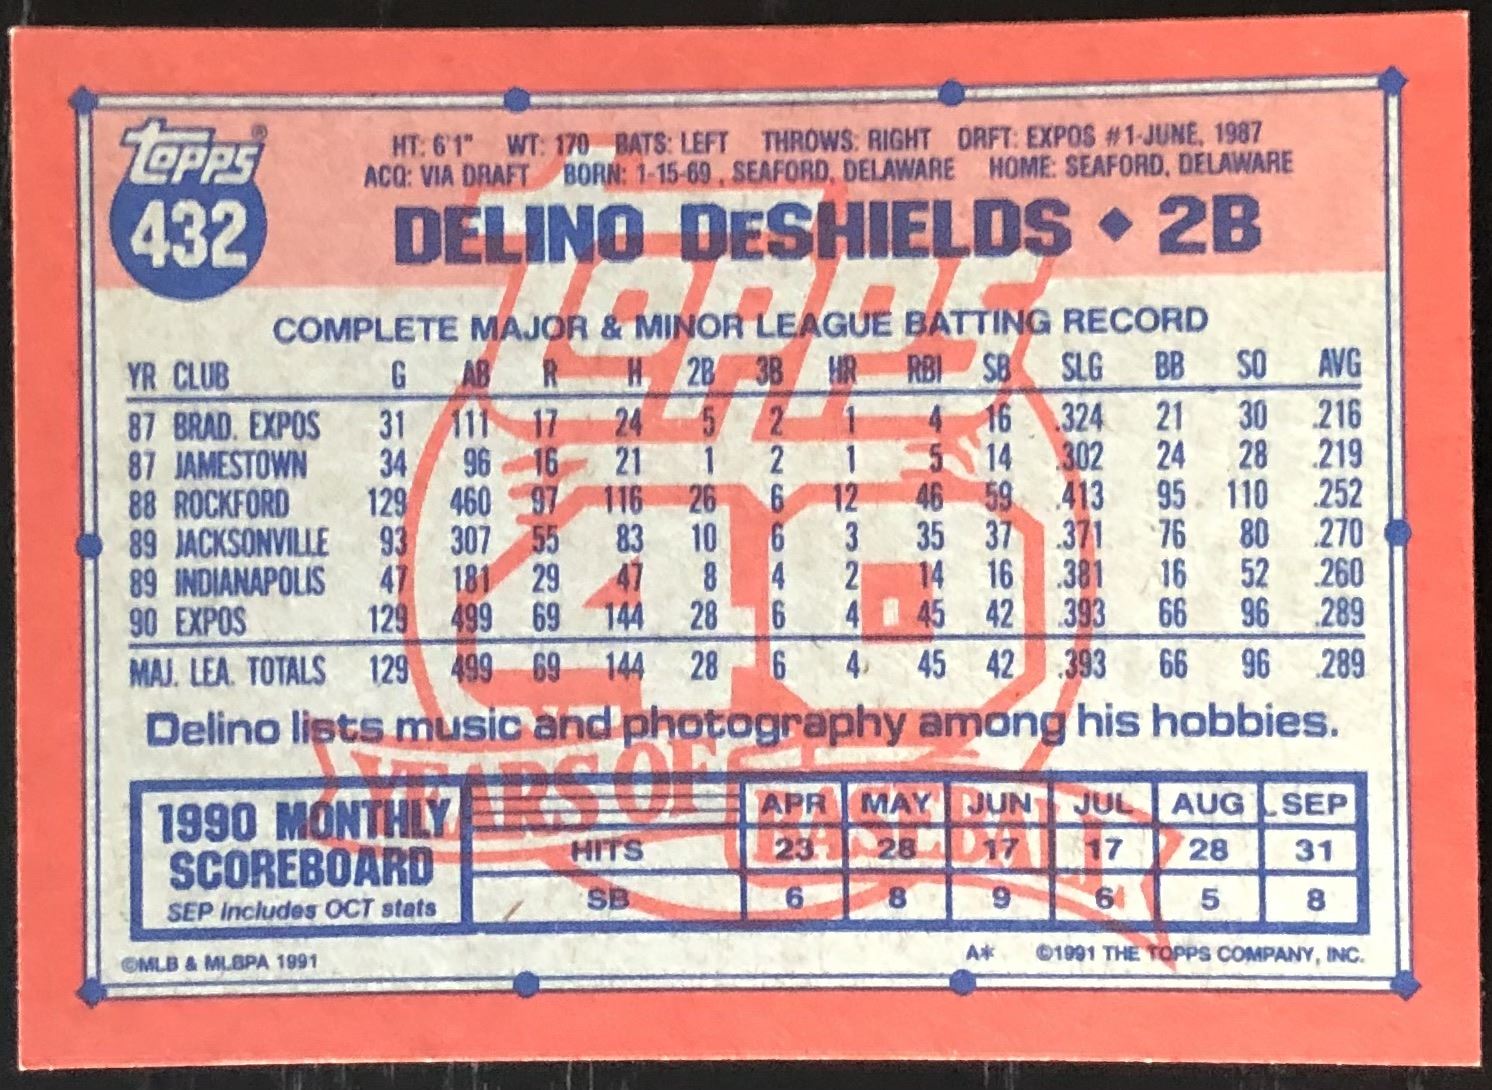 Topps®
432
HT: 6'1" WT: 170 BATS: LEFT THROWS: RIGHT DRFT: EXPOS #1-JUNE, 1987
ACQ: VIA DRAFT BORN: 1-15-69, SEAFORD, DELAWARE HOME: SEAFORD, DELAWARE
DELINO DeSHIELDS ♦ 2B
Topps
40
YEARS OF
BASEBALL
COMPLETE MAJOR & MINOR LEAGUE BATTING RECORD
YR CLUB G AB R H 2B 3B HR RBI SB SLG BB SO AVG
87 BRAD. EXPOS 31 111 17 24 5 2 1 4 16 .324 21 30 .216
87 JAMESTOWN 34 96 16 21 1 2 1 5 14 .302 24 28 .219
88 ROCKFORD 129 460 97 116 26 6 12 46 59 .413 95 110 .252
89 JACKSONVILLE 93 307 55 83 10 6 3 35 37 .371 76 80 .270
89 INDIANAPOLIS 47 181 29 47 8 4 2 14 16 .381 16 52 .260
90 EXPOS 129 499 69 144 28 6 4 45 42 .393 66 96 .289
MAJ. LEA. TOTALS 129 499 69 144 28 6 4 45 42 .393 66 96 .289
Delino lists music and photography among his hobbies.
1990 MONTHLY
SCOREBOARD
SEP includes OCT stats
APR MAY JUN JUL AUG SEP
HITS 23 28 17 17 28 31
SB 6 8 9 6 5 8
©MLB & MLBPA 1991
A* ©1991 THE TOPPS COMPANY, INC.